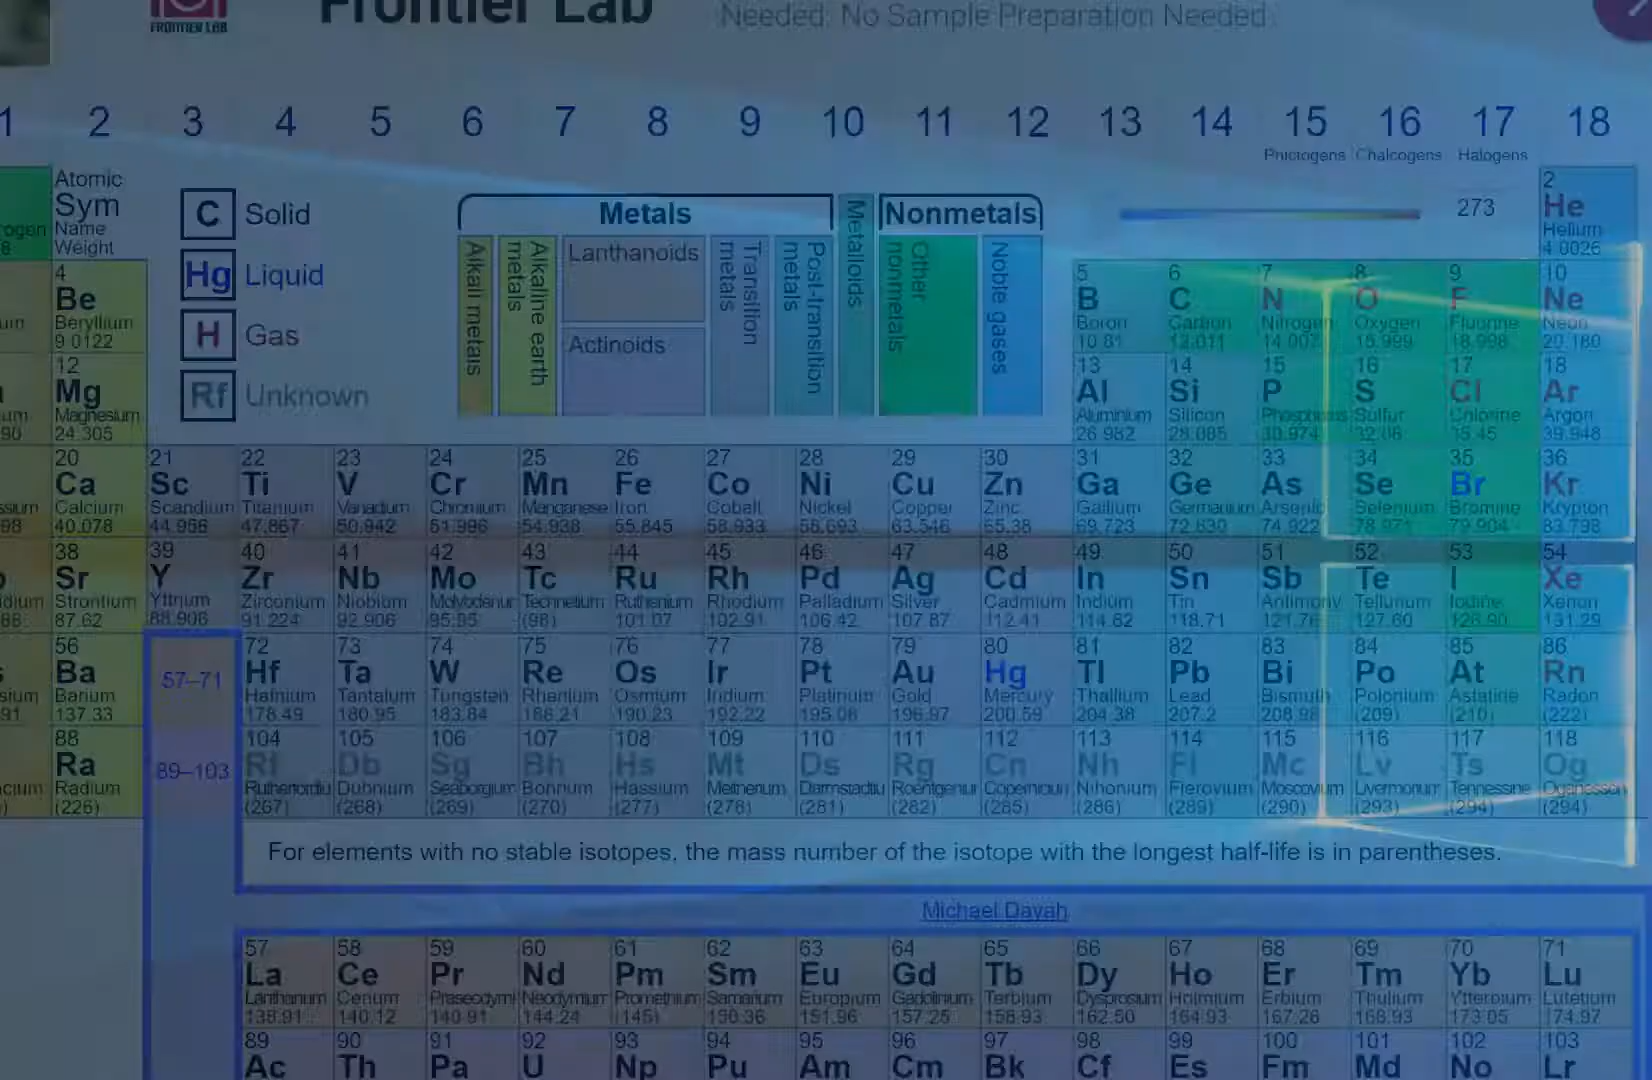 FRONTIER LAB
Frontier Lab
Needed: No Sample Preparation Needed.
1 2 3 4 5 6 7 8 9 10 11 12 13 14 15 16 17 18
Pnictogens Chalcogens Halogens
Atomic
Sym
Name
Weight
C Solid
Hg Liquid
H Gas
Rf Unknown
Metals
Metalloids
Nonmetals
Alkali metals
Alkaline earth metals
Lanthanoids
Actinoids
Transition metals
Post-transition metals
Other nonmetals
Noble gases
273
2
He
Helium
4.0026
4 5 6 7 8 9 10
Be B C N O F Ne
Beryllium Boron Carbon Nitrogen Oxygen Fluorine Neon
9.0122 10.81 12.011 14.007 15.999 18.998 20.180
12 13 14 15 16 17 18
Mg Al Si P S Cl Ar
Magnesium Aluminium Silicon Phosphorus Sulfur Chlorine Argon
24.305 26.982 28.085 30.974 32.06 35.45 39.948
20 21 22 23 24 25 26 27 28 29 30 31 32 33 34 35 36
Ca Sc Ti V Cr Mn Fe Co Ni Cu Zn Ga Ge As Se Br Kr
Calcium Scandium Titanium Vanadium Chromium Manganese Iron Cobalt Nickel Copper Zinc Gallium Germanium Arsenic Selenium Bromine Krypton
40.078 44.956 47.867 50.942 51.996 54.938 55.845 58.933 58.693 63.546 65.38 69.723 72.630 74.922 78.971 79.904 83.798
38 39 40 41 42 43 44 45 46 47 48 49 50 51 52 53 54
Sr Y Zr Nb Mo Tc Ru Rh Pd Ag Cd In Sn Sb Te I Xe
Strontium Yttrium Zirconium Niobium Molybdenum Technetium Ruthenium Rhodium Palladium Silver Cadmium Indium Tin Antimony Tellurium Iodine Xenon
87.62 88.906 91.224 92.906 95.95 (98) 101.07 102.91 106.42 107.87 112.41 114.82 118.71 121.76 127.60 126.90 131.29
56 57–71 72 73 74 75 76 77 78 79 80 81 82 83 84 85 86
Ba Hf Ta W Re Os Ir Pt Au Hg Tl Pb Bi Po At Rn
Barium Hafnium Tantalum Tungsten Rhenium Osmium Iridium Platinum Gold Mercury Thallium Lead Bismuth Polonium Astatine Radon
137.33 178.49 180.95 183.84 186.21 190.23 192.22 195.08 196.97 200.59 204.38 207.2 208.98 (209) (210) (222)
88 89–103 104 105 106 107 108 109 110 111 112 113 114 115 116 117 118
Ra Rf Db Sg Bh Hs Mt Ds Rg Cn Nh Fl Mc Lv Ts Og
Radium Dubnium Seaborgium Bohrium Hassium Meitnerium Nihonium Flerovium Moscovium Tennessine Oganesson
(226) (267) (268) (269) (270) (277) (278) (281) (282) (285) (286) (289) (290) (293) (294) (294)
For elements with no stable isotopes, the mass number of the isotope with the longest half-life is in parentheses.
Michael Dayah
57 58 59 60 61 62 63 64 65 66 67 68 69 70 71
La Ce Pr Nd Pm Sm Eu Gd Tb Dy Ho Er Tm Yb Lu
Lanthanum Cerium Neodymium Promethium Samarium Europium Gadolinium Terbium Dysprosium Holmium Erbium Thulium Ytterbium Lutetium
138.91 140.12 140.91 144.24 (145) 150.36 151.96 157.25 158.93 162.50 164.93 167.26 168.93 173.05 174.97
89 90 91 92 93 94 95 96 97 98 99 100 101 102 103
Ac Th Pa U Np Pu Am Cm Bk Cf Es Fm Md No Lr